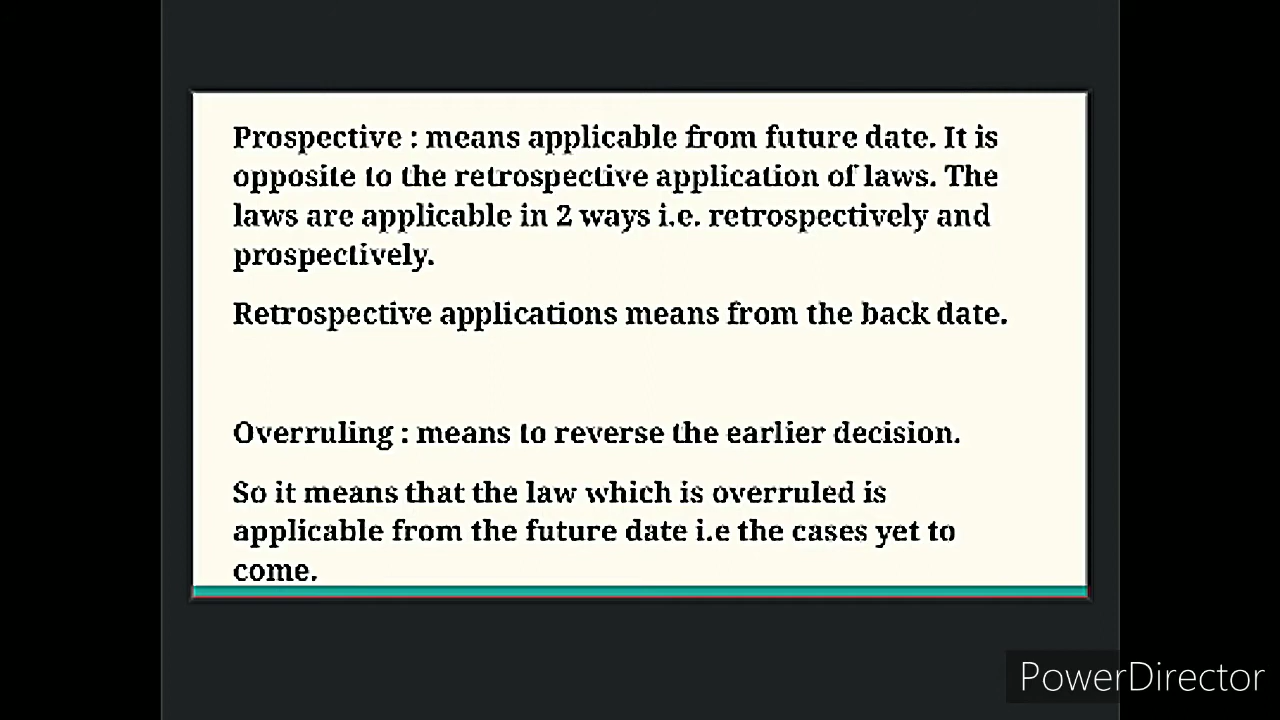 Prospective : means applicable from future date. It is
opposite to the retrospective application of laws. The
laws are applicable in 2 ways i.e. retrospectively and
prospectively.
Retrospective applications means from the back date.
Overruling : means to reverse the earlier decision.
So it means that the law which is overruled is
applicable from the future date i.e the cases yet to
come.
PowerDirector